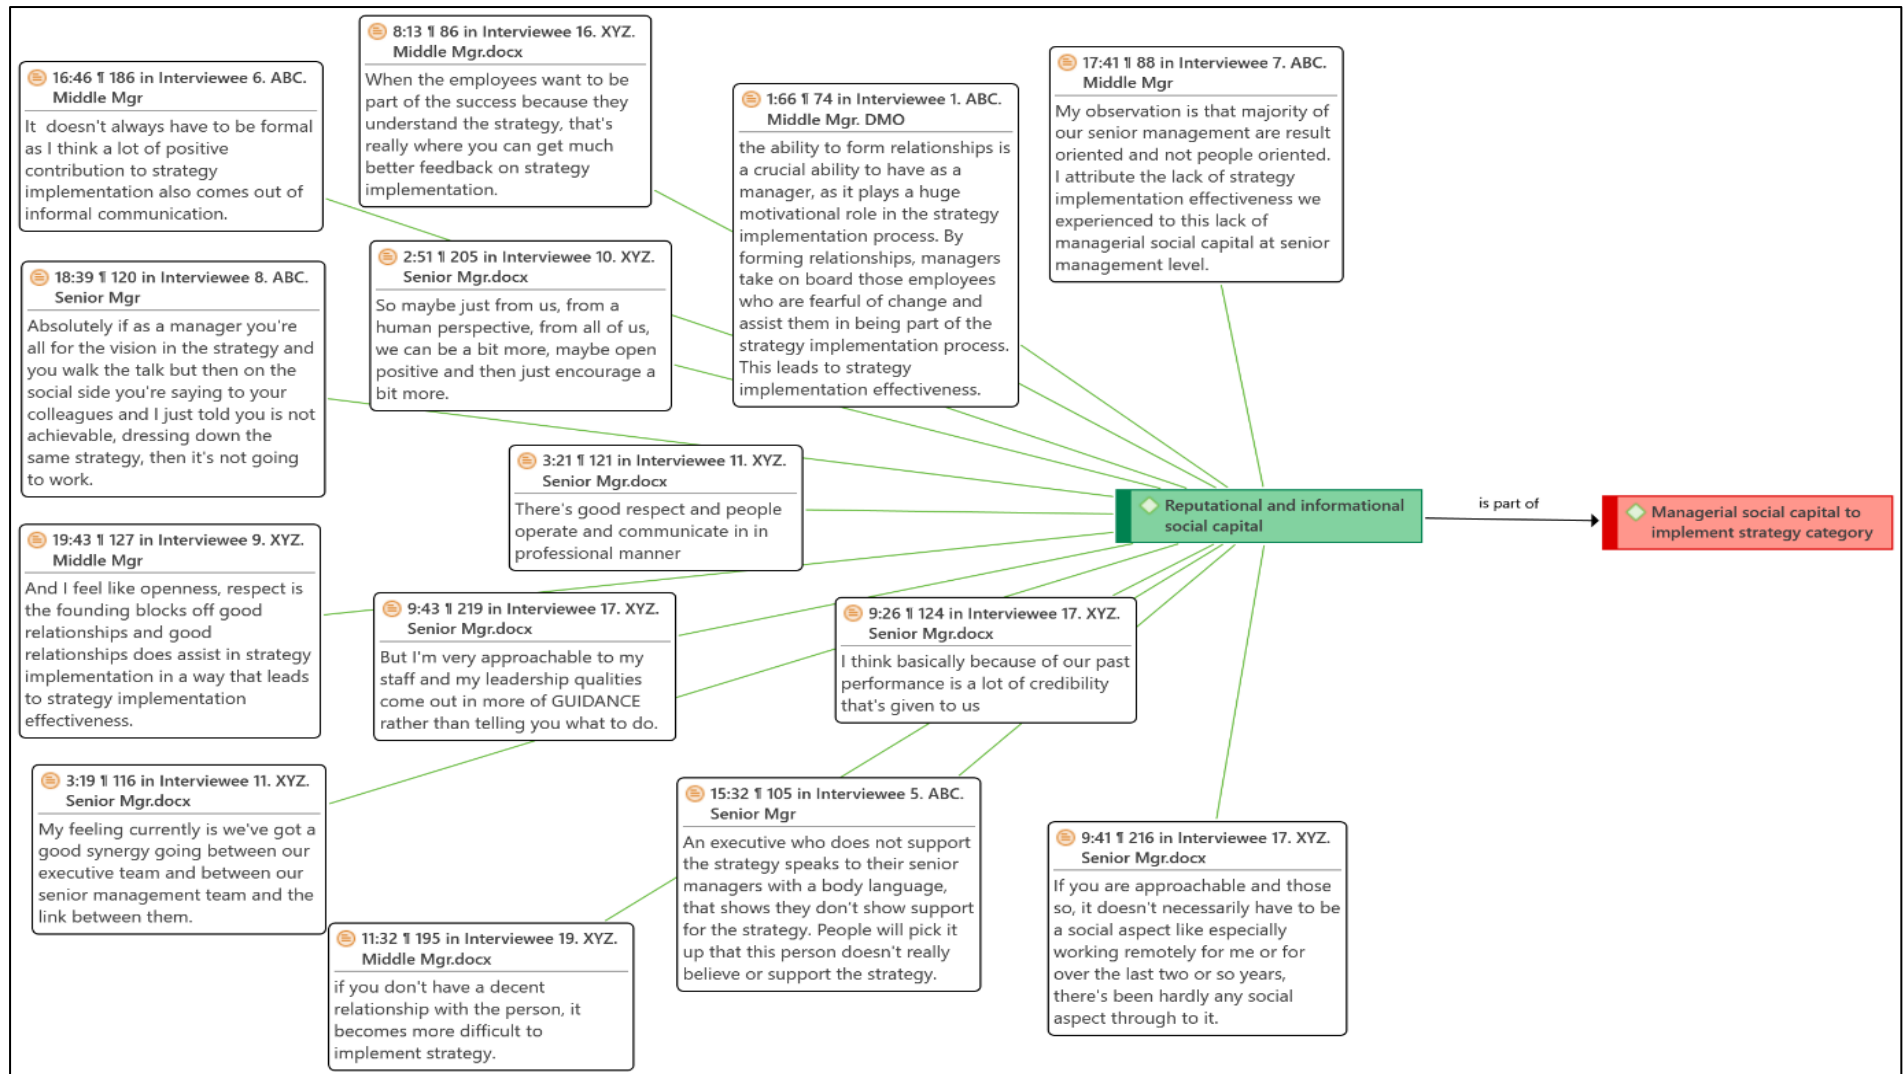 8:13 ¶ 86 in Interviewee 16. XYZ.
Middle Mgr.docx
When the employees want to be
part of the success because they
understand the strategy, that's
really where you can get much
better feedback on strategy
implementation.
16:46 ¶ 186 in Interviewee 6. ABC.
Middle Mgr
It  doesn't always have to be formal
as I think a lot of positive
contribution to strategy
implementation also comes out of
informal communication.
1:66 ¶ 74 in Interviewee 1. ABC.
Middle Mgr. DMO
the ability to form relationships is
a crucial ability to have as a
manager, as it plays a huge
motivational role in the strategy
implementation process. By
forming relationships, managers
take on board those employees
who are fearful of change and
assist them in being part of the
strategy implementation process.
This leads to strategy
implementation effectiveness.
17:41 ¶ 88 in Interviewee 7. ABC.
Middle Mgr
My observation is that majority of
our senior management are result
oriented and not people oriented.
I attribute the lack of strategy
implementation effectiveness we
experienced to this lack of
managerial social capital at senior
management level.
18:39 ¶ 120 in Interviewee 8. ABC.
Senior Mgr
Absolutely if as a manager you're
all for the vision in the strategy and
you walk the talk but then on the
social side you're saying to your
colleagues and I just told you is not
achievable, dressing down the
same strategy, then it's not going
to work.
2:51 ¶ 205 in Interviewee 10. XYZ.
Senior Mgr.docx
So maybe just from us, from a
human perspective, from all of us,
we can be a bit more, maybe open
positive and then just encourage a
bit more.
3:21 ¶ 121 in Interviewee 11. XYZ.
Senior Mgr.docx
There's good respect and people
operate and communicate in in
professional manner
Reputational and informational
social capital
is part of
Managerial social capital to
implement strategy category
19:43 ¶ 127 in Interviewee 9. XYZ.
Middle Mgr
And I feel like openness, respect is
the founding blocks off good
relationships and good
relationships does assist in strategy
implementation in a way that leads
to strategy implementation
effectiveness.
9:43 ¶ 219 in Interviewee 17. XYZ.
Senior Mgr.docx
But I'm very approachable to my
staff and my leadership qualities
come out in more of GUIDANCE
rather than telling you what to do.
9:26 ¶ 124 in Interviewee 17. XYZ.
Senior Mgr.docx
I think basically because of our past
performance is a lot of credibility
that's given to us
3:19 ¶ 116 in Interviewee 11. XYZ.
Senior Mgr.docx
My feeling currently is we've got a
good synergy going between our
executive team and between our
senior management team and the
link between them.
15:32 ¶ 105 in Interviewee 5. ABC.
Senior Mgr
An executive who does not support
the strategy speaks to their senior
managers with a body language,
that shows they don't show support
for the strategy. People will pick it
up that this person doesn't really
believe or support the strategy.
9:41 ¶ 216 in Interviewee 17. XYZ.
Senior Mgr.docx
If you are approachable and those
so, it doesn't necessarily have to be
a social aspect like especially
working remotely for me or for
over the last two or so years,
there's been hardly any social
aspect through to it.
11:32 ¶ 195 in Interviewee 19. XYZ.
Middle Mgr.docx
if you don't have a decent
relationship with the person, it
becomes more difficult to
implement strategy.